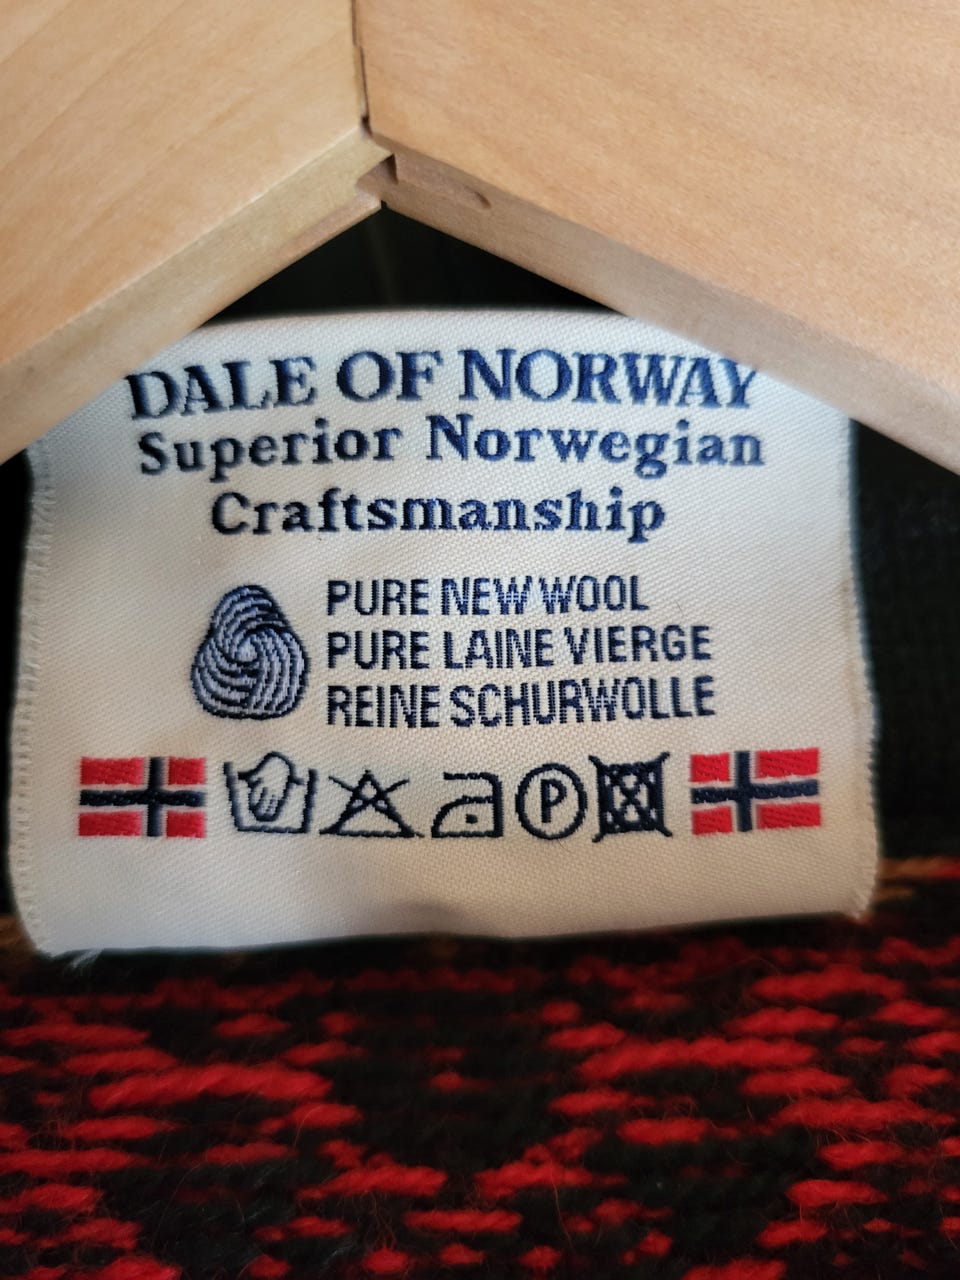 DALE OF NORWAY
Superior Norwegian
Craftsmanship
PURE NEW WOOL
PURE LAINE VIERGE
REINE SCHURWOLLE
P